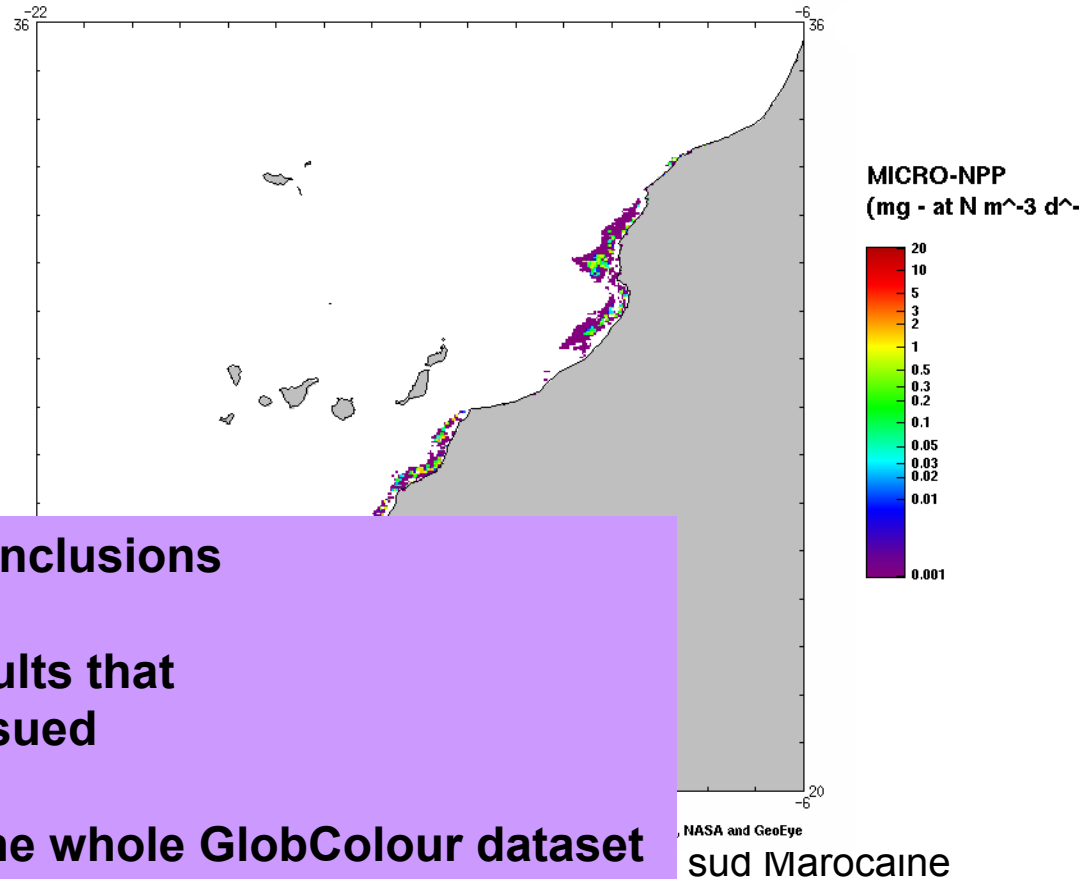 -22
-6
36
36
MICRO-NPP
(mg - at N m^-3 d^-
20
10
5
3
2
1
0.5
0.3
0.2
0.1
0.05
0.03
0.02
0.01
0.001
nclusions
ults that
sued
ne whole GlobColour dataset
20
-6
, NASA and GeoEye
sud Marocaine